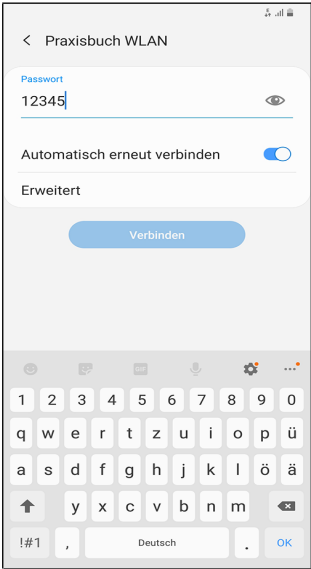 Praxisbuch WLAN
Passwort
12345
Automatisch erneut verbinden
Erweitert
Verbinden
GIF
1 2 3 4 5 6 7 8 9 0
q w e r t z u i o p ü
a s d f g h j k l ö ä
y x c v b n m
!#1 , Deutsch . OK